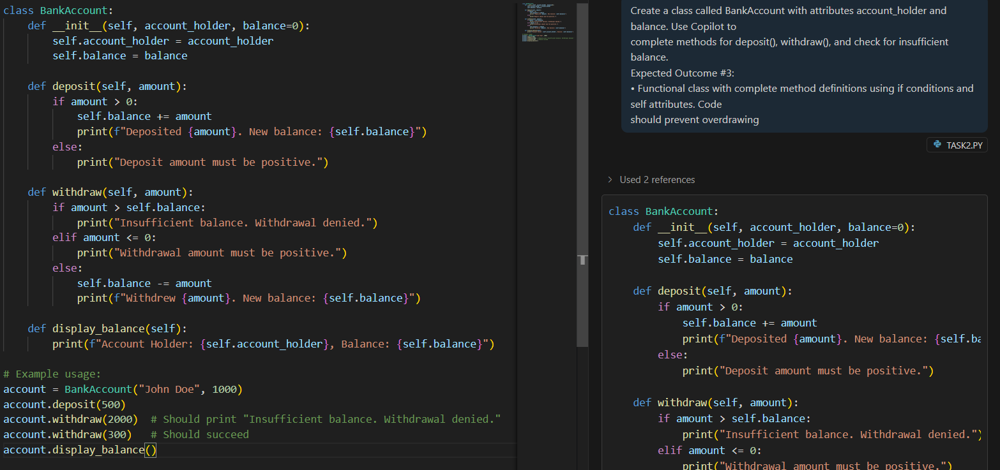 class BankAccount:
    def __init__(self, account_holder, balance=0):
        self.account_holder = account_holder
        self.balance = balance
    def deposit(self, amount):
        if amount > 0:
            self.balance += amount
            print(f"Deposited {amount}. New balance: {self.balance}")
        else:
            print("Deposit amount must be positive.")
    def withdraw(self, amount):
        if amount > self.balance:
            print("Insufficient balance. Withdrawal denied.")
        elif amount <= 0:
            print("Withdrawal amount must be positive.")
        else:
            self.balance -= amount
            print(f"Withdrew {amount}. New balance: {self.balance}")
    def display_balance(self):
        print(f"Account Holder: {self.account_holder}, Balance: {self.balance}")
# Example usage:
account = BankAccount("John Doe", 1000)
account.deposit(500)
account.withdraw(2000)  # Should print "Insufficient balance. Withdrawal denied."
account.withdraw(300)   # Should succeed
account.display_balance()
Create a class called BankAccount with attributes account_holder and
balance. Use Copilot to
complete methods for deposit(), withdraw(), and check for insufficient
balance.
Expected Outcome #3:
• Functional class with complete method definitions using if conditions and
self attributes. Code
should prevent overdrawing
TASK2.PY
> Used 2 references
class BankAccount:
    def __init__(self, account_holder, balance=0):
        self.account_holder = account_holder
        self.balance = balance
    def deposit(self, amount):
        if amount > 0:
            self.balance += amount
            print(f"Deposited {amount}. New balance: {self.ba
        else:
            print("Deposit amount must be positive.")
    def withdraw(self, amount):
        if amount > self.balance:
            print("Insufficient balance. Withdrawal denied.")
        elif amount <= 0:
            print("Withdrawal amount must be positive.")